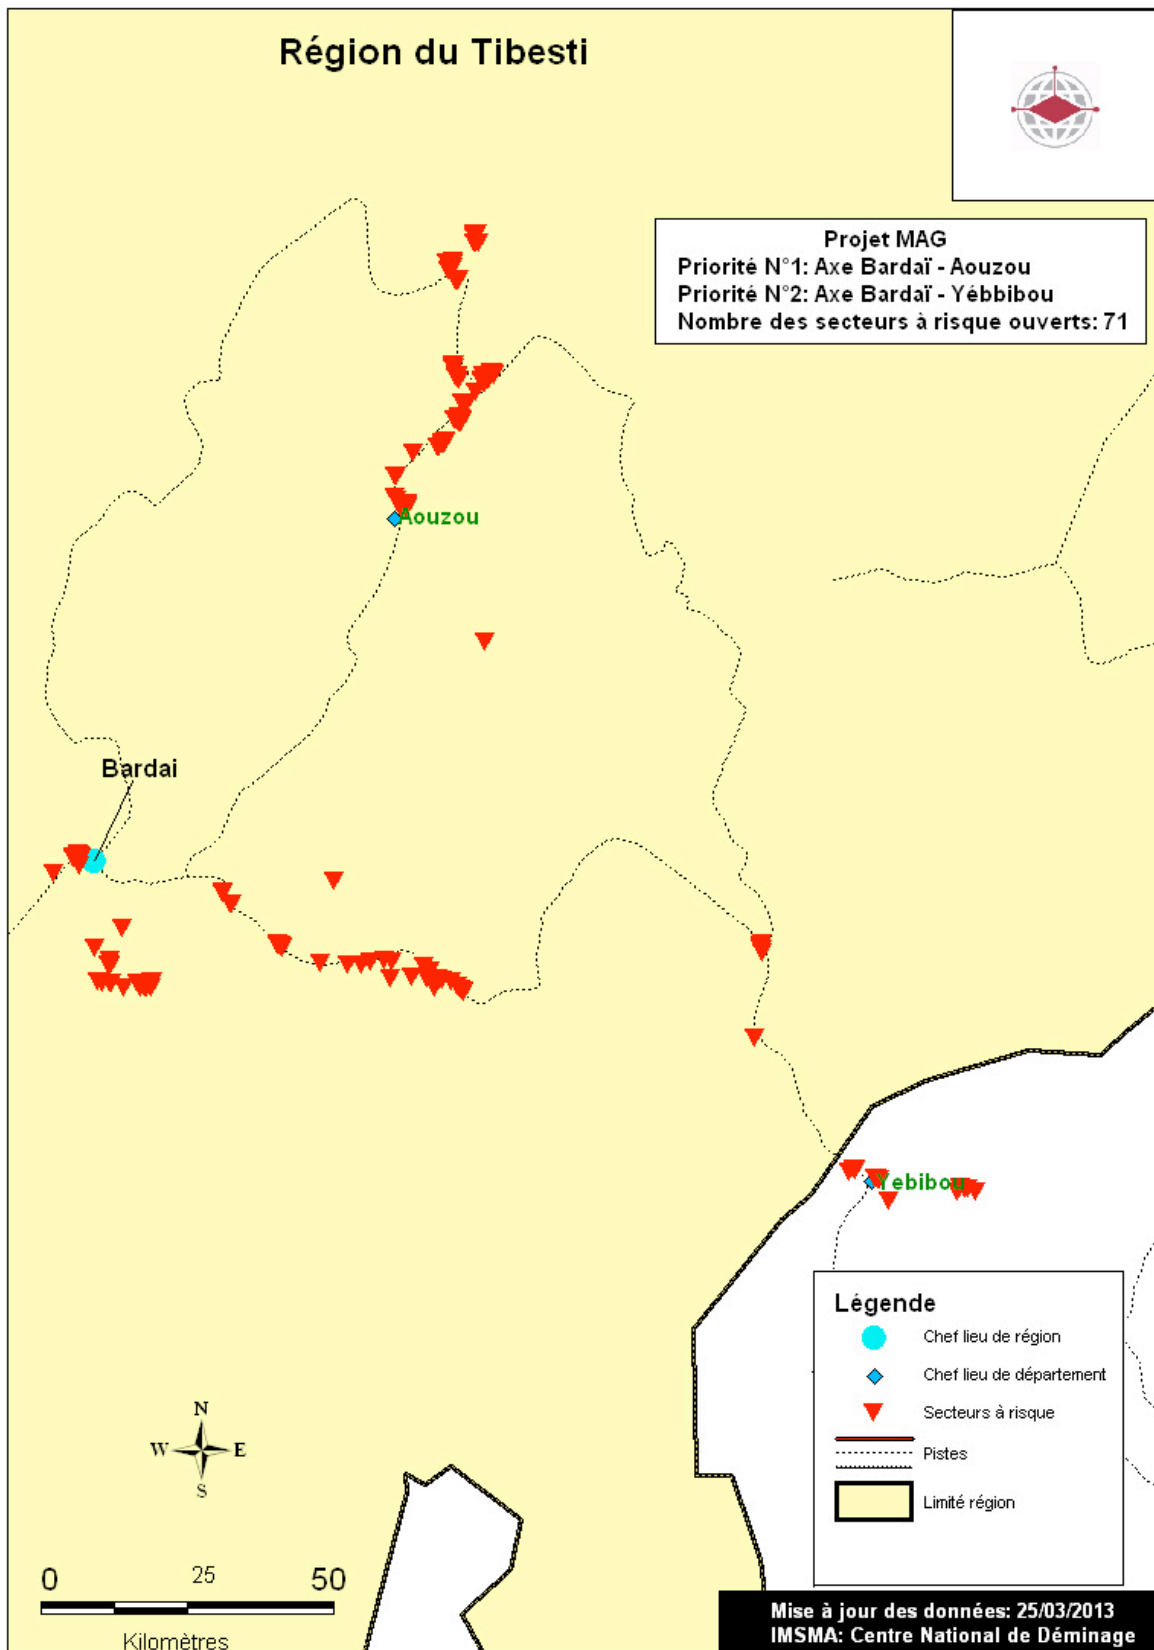 Région du Tibesti
Projet MAG
Priorité N°1: Axe Bardaï - Aouzou
Priorité N°2: Axe Bardaï - Yébbibou
Nombre des secteurs à risque ouverts: 71
Aouzou
Bardai
Yebibou
Légende
Chef lieu de région
Chef lieu de département
Secteurs à risque
Pistes
Limité région
N
W E
S
0 25 50
Kilomètres
Mise à jour des données: 25/03/2013
IMSMA: Centre National de Déminage